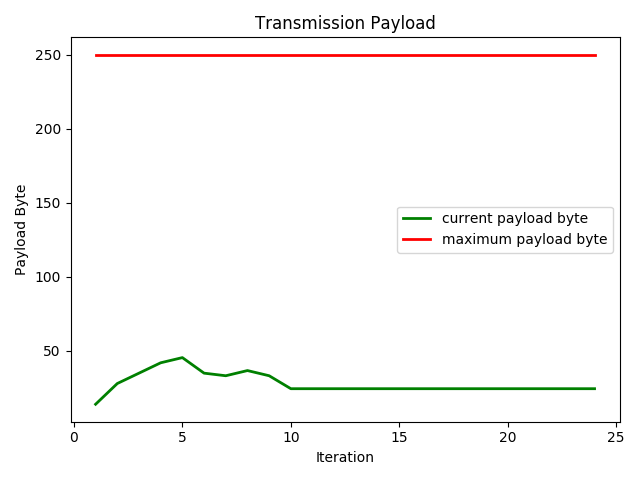 Transmission Payload
250
200
150
100
50
Payload Byte
current payload byte
maximum payload byte
0 5 10 15 20 25
Iteration